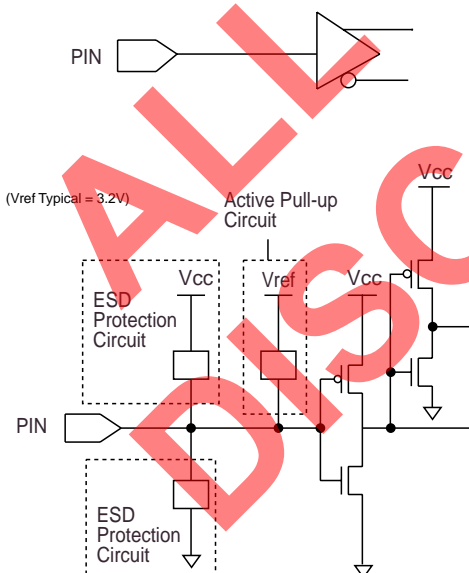 PIN
ALL
DISC
(Vref Typical = 3.2V)
Active Pull-up
Circuit
Vcc
Vcc
Vref
Vcc
ESD
Protection
Circuit
PIN
ESD
Protection
Circuit